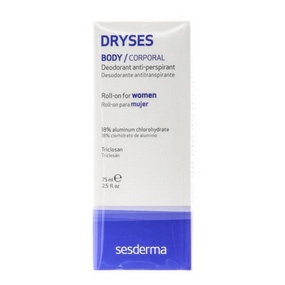 DRYSES
BODY / CORPORAL
Deodorant anti-perspirant
Desodorante antitranspirante
Roll-on for women
Roll-on para mujer
18% aluminum chlorohydrate
18% clorhidrato de aluminio
Triclosan
Triclosán
75 ml ℮
2.5 fl. oz
sesderma